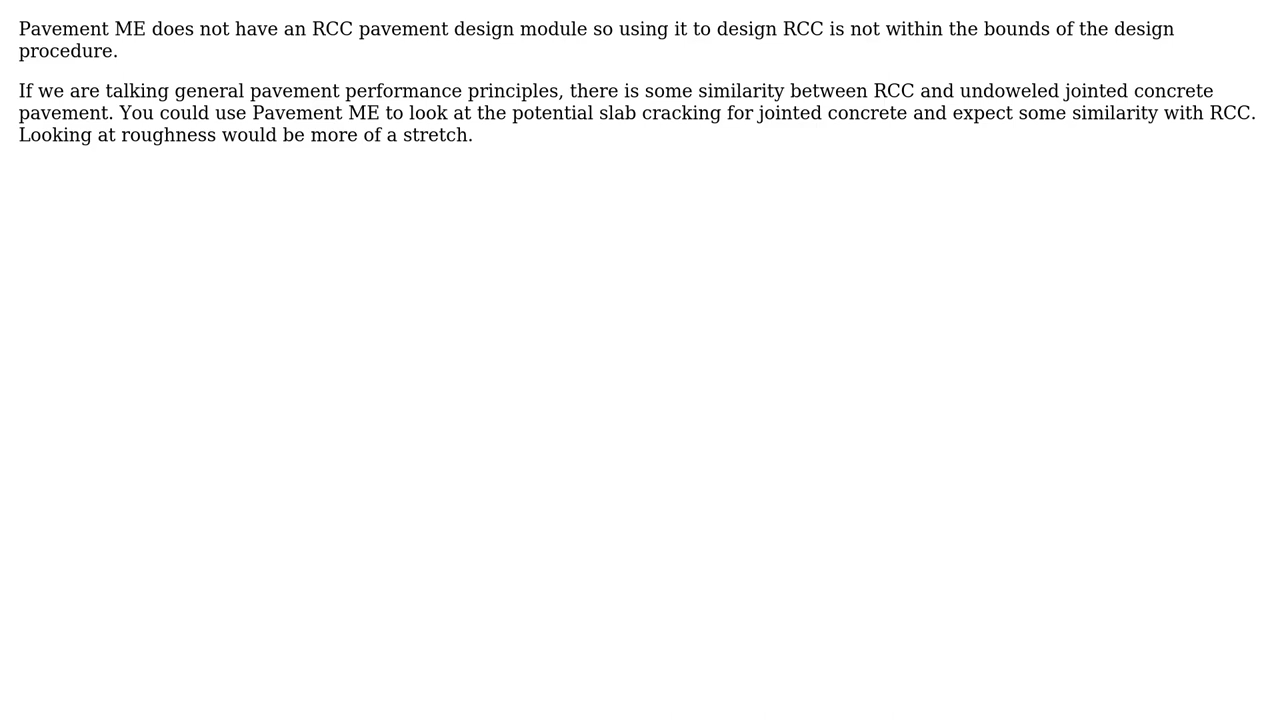 Pavement ME does not have an RCC pavement design module so using it to design RCC is not within the bounds of the design
procedure.
If we are talking general pavement performance principles, there is some similarity between RCC and undoweled jointed concrete
pavement. You could use Pavement ME to look at the potential slab cracking for jointed concrete and expect some similarity with RCC.
Looking at roughness would be more of a stretch.